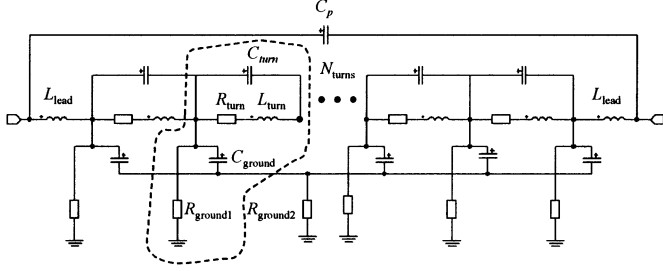 C_p
C_turn
N_turns
L_lead
R_turn
L_turn
L_lead
C_ground
R_ground1
R_ground2